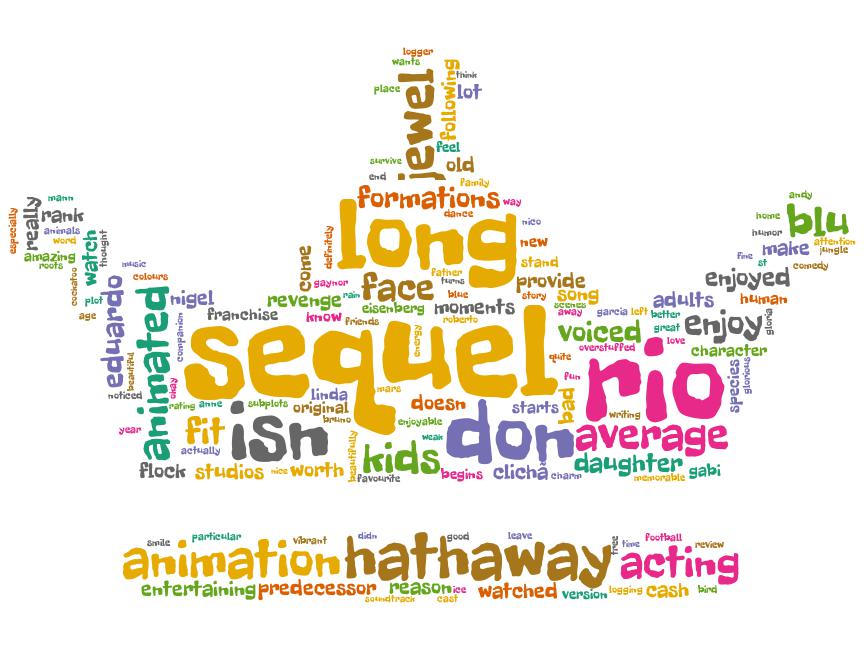 logger
wants
think
place
jewel
following
lot
feel
survive
old
end
family
formations
way
dance
long
nico
definitely
new
come
stand
father
gaynor
face
turns
provide
rain
blue
story
song
revenge
eisenberg
moments
scenes
know
friends
roberto
away
mann
especially
really
rank
animals
word
watch
thought
amazing
roots
cockatoo
music
colours
plot
age
eduardo
animated
nigel
franchise
companion
beautiful
noticed
okay
andy
home
blu
humor
attention
make
jungle
fine
st
comedy
enjoyed
adults
human
garcia
left
better
voiced
great
enjoy
gloria
overstuffed
love
character
sequel
energy
quite
rio
species
glorious
fun
mars
rating
anne
subplots
linda
original
bruno
doesn
enjoyable
starts
bad
writing
year
fit
actually
isn
weak
don
average
beautifully
kids
flock
studios
nice
worth
favourite
begins
clichã
charm
daughter
memorable
gabi
smile
particular
vibrant
didn
good
leave
tree
time
football
review
animation
hathaway
acting
entertaining
predecessor
reason
ice
watched
version
logging
cash
bird
soundtrack
cast